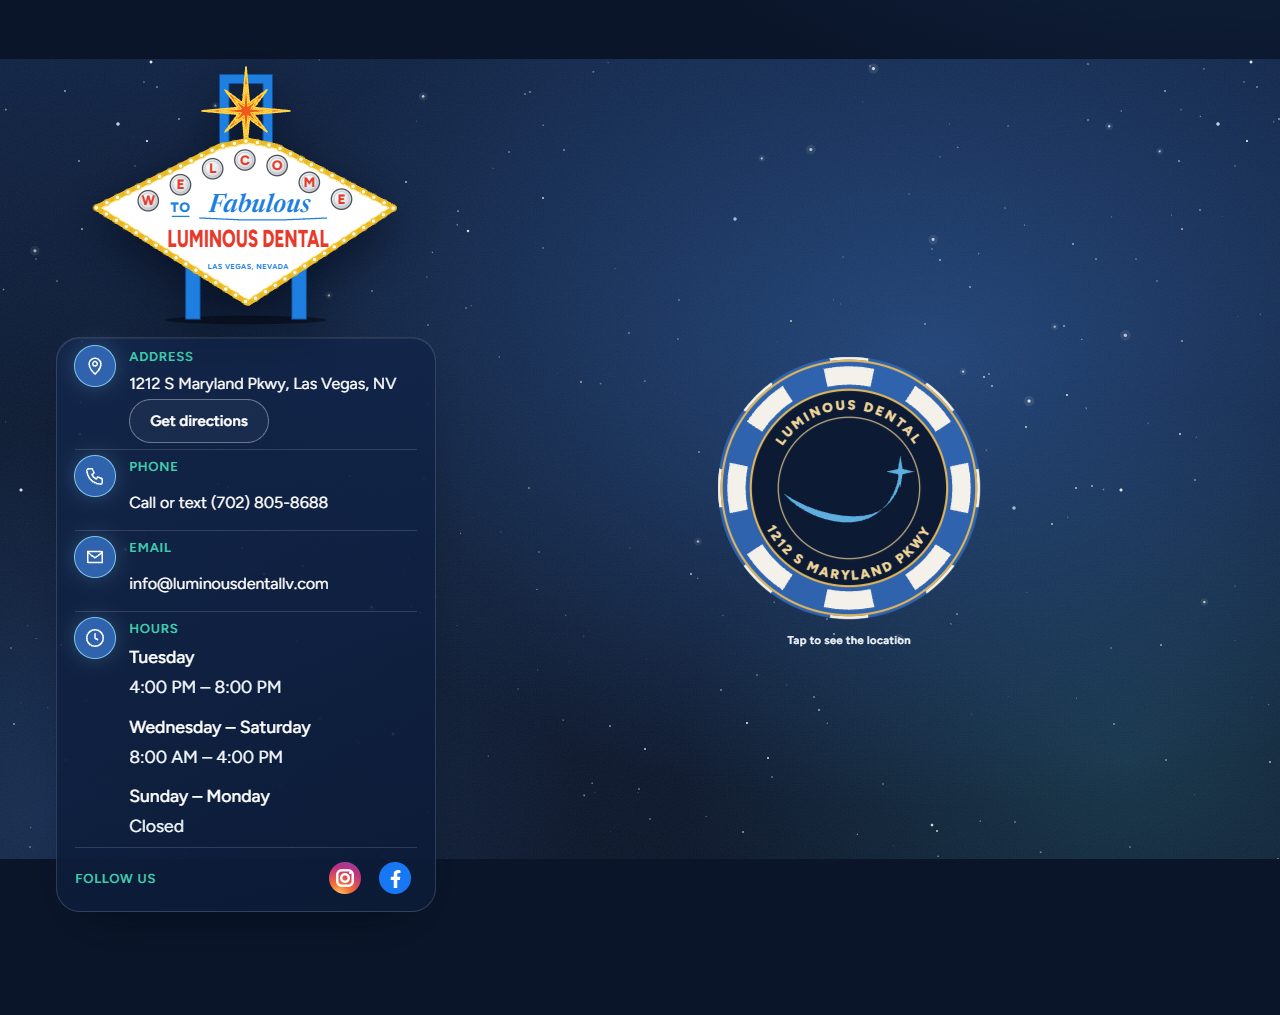 WELCOME
TO Fabulous
LUMINOUS DENTAL
LAS VEGAS, NEVADA
ADDRESS
1212 S Maryland Pkwy, Las Vegas, NV
Get directions
PHONE
Call or text (702) 805-8688
EMAIL
info@luminousdentallv.com
HOURS
Tuesday
4:00 PM – 8:00 PM
Wednesday – Saturday
8:00 AM – 4:00 PM
Sunday – Monday
Closed
FOLLOW US
LUMINOUS DENTAL
1212 S MARYLAND PKWY
Tap to see the location